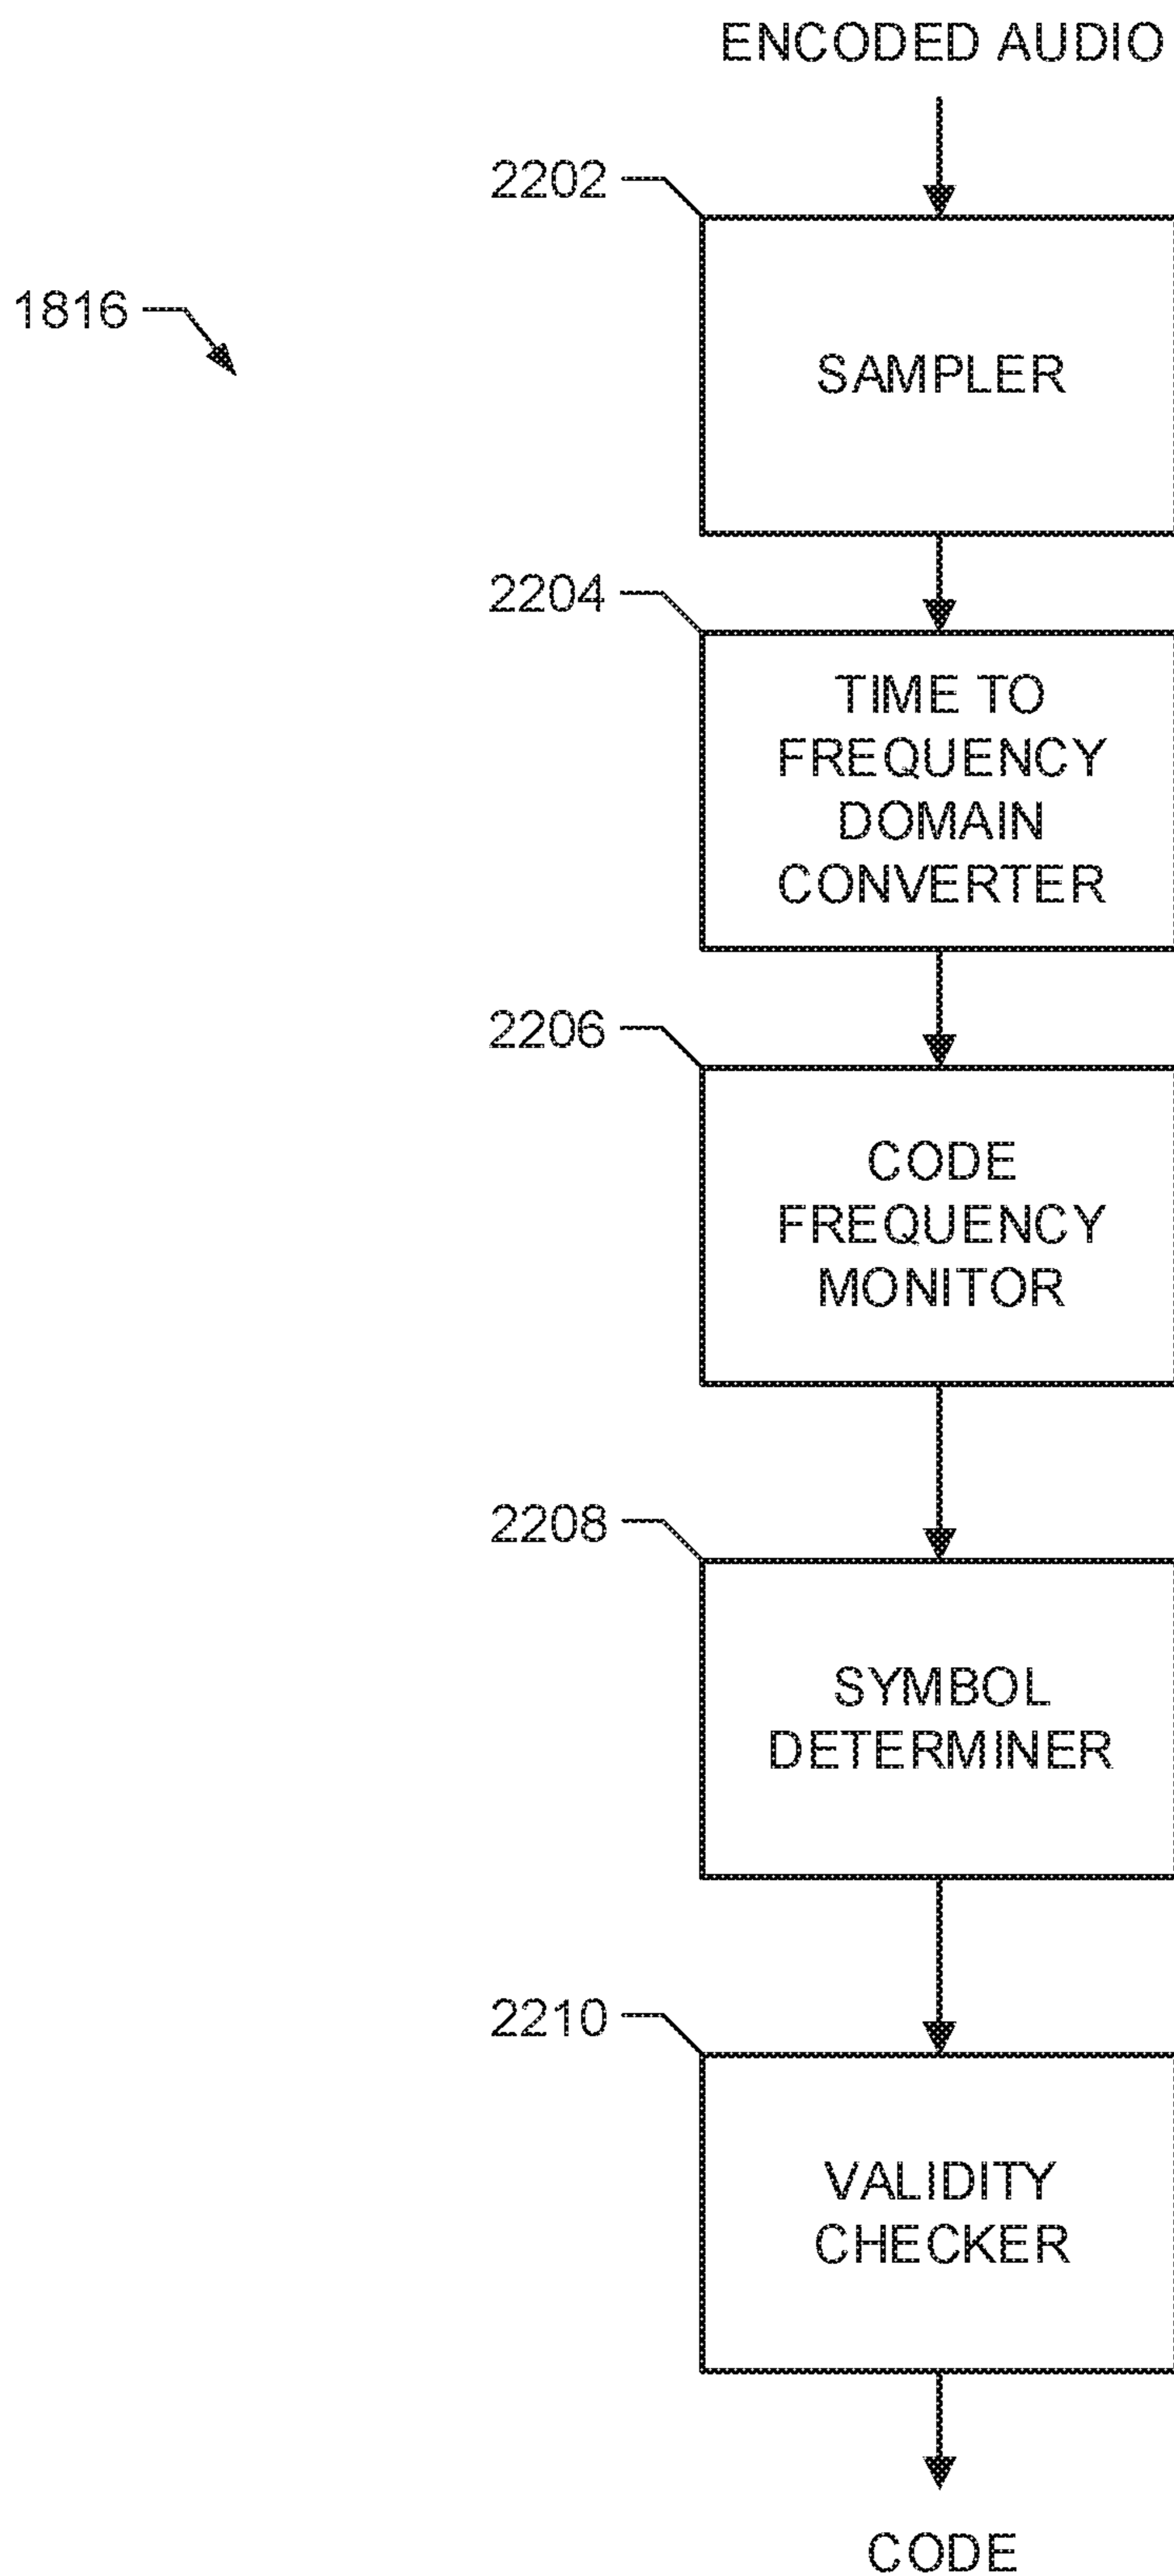 ENCODED AUDIO
2202
1816
SAMPLER
2204
TIME TO
FREQUENCY
DOMAIN
CONVERTER
2206
CODE
FREQUENCY
MONITOR
2208
SYMBOL
DETERMINER
2210
VALIDITY
CHECKER
CODE